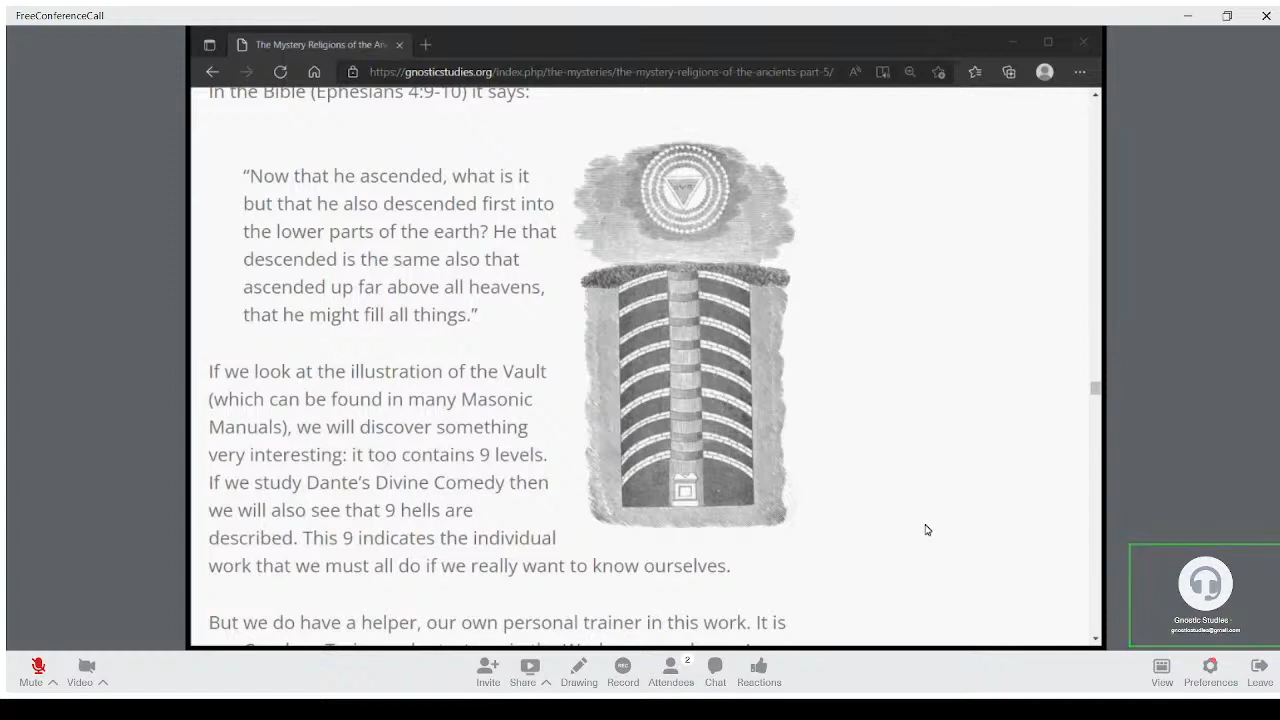 FreeConferenceCall
The Mystery Religions of the An
https://gnosticstudies.org/index.php/the-mysteries/the-mystery-religions-of-the-ancients-part-5/
In the Bible (Ephesians 4:9-10) it says:
“Now that he ascended, what is it
but that he also descended first into
the lower parts of the earth? He that
descended is the same also that
ascended up far above all heavens,
that he might fill all things.”
If we look at the illustration of the Vault
(which can be found in many Masonic
Manuals), we will discover something
very interesting: it too contains 9 levels.
If we study Dante’s Divine Comedy then
we will also see that 9 hells are
described. This 9 indicates the individual
work that we must all do if we really want to know ourselves.
But we do have a helper, our own personal trainer in this work. It is
Gnostic Studies -
gnosticstudies@gmail.com
Mute
Video
Invite
Share
Drawing
REC
Record
2
Attendees
Chat
Reactions
View
Preferences
Leave